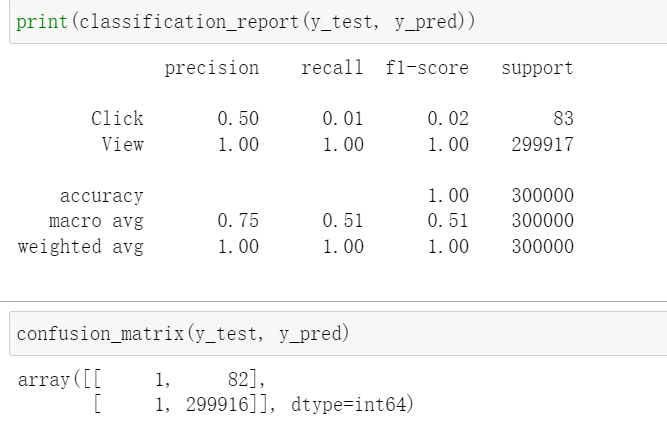 print(classification_report(y_test, y_pred))
precision recall f1-score support
Click 0.50 0.01 0.02 83
View 1.00 1.00 1.00 299917
accuracy 1.00 300000
macro avg 0.75 0.51 0.51 300000
weighted avg 1.00 1.00 1.00 300000
confusion_matrix(y_test, y_pred)
array([[ 1, 82],
[ 1, 299916]], dtype=int64)